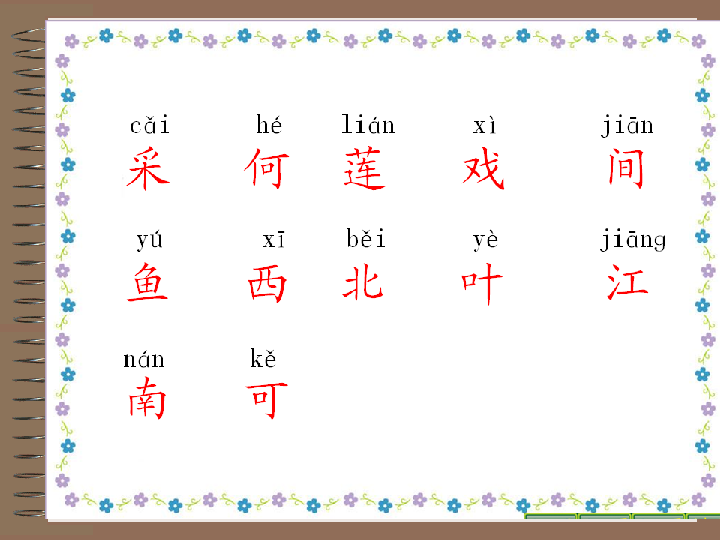 cǎi hé lián xì jiān
采 何 莲 戏 间
yú xī běi yè jiāng
鱼 西 北 叶 江
nán kě
南 可